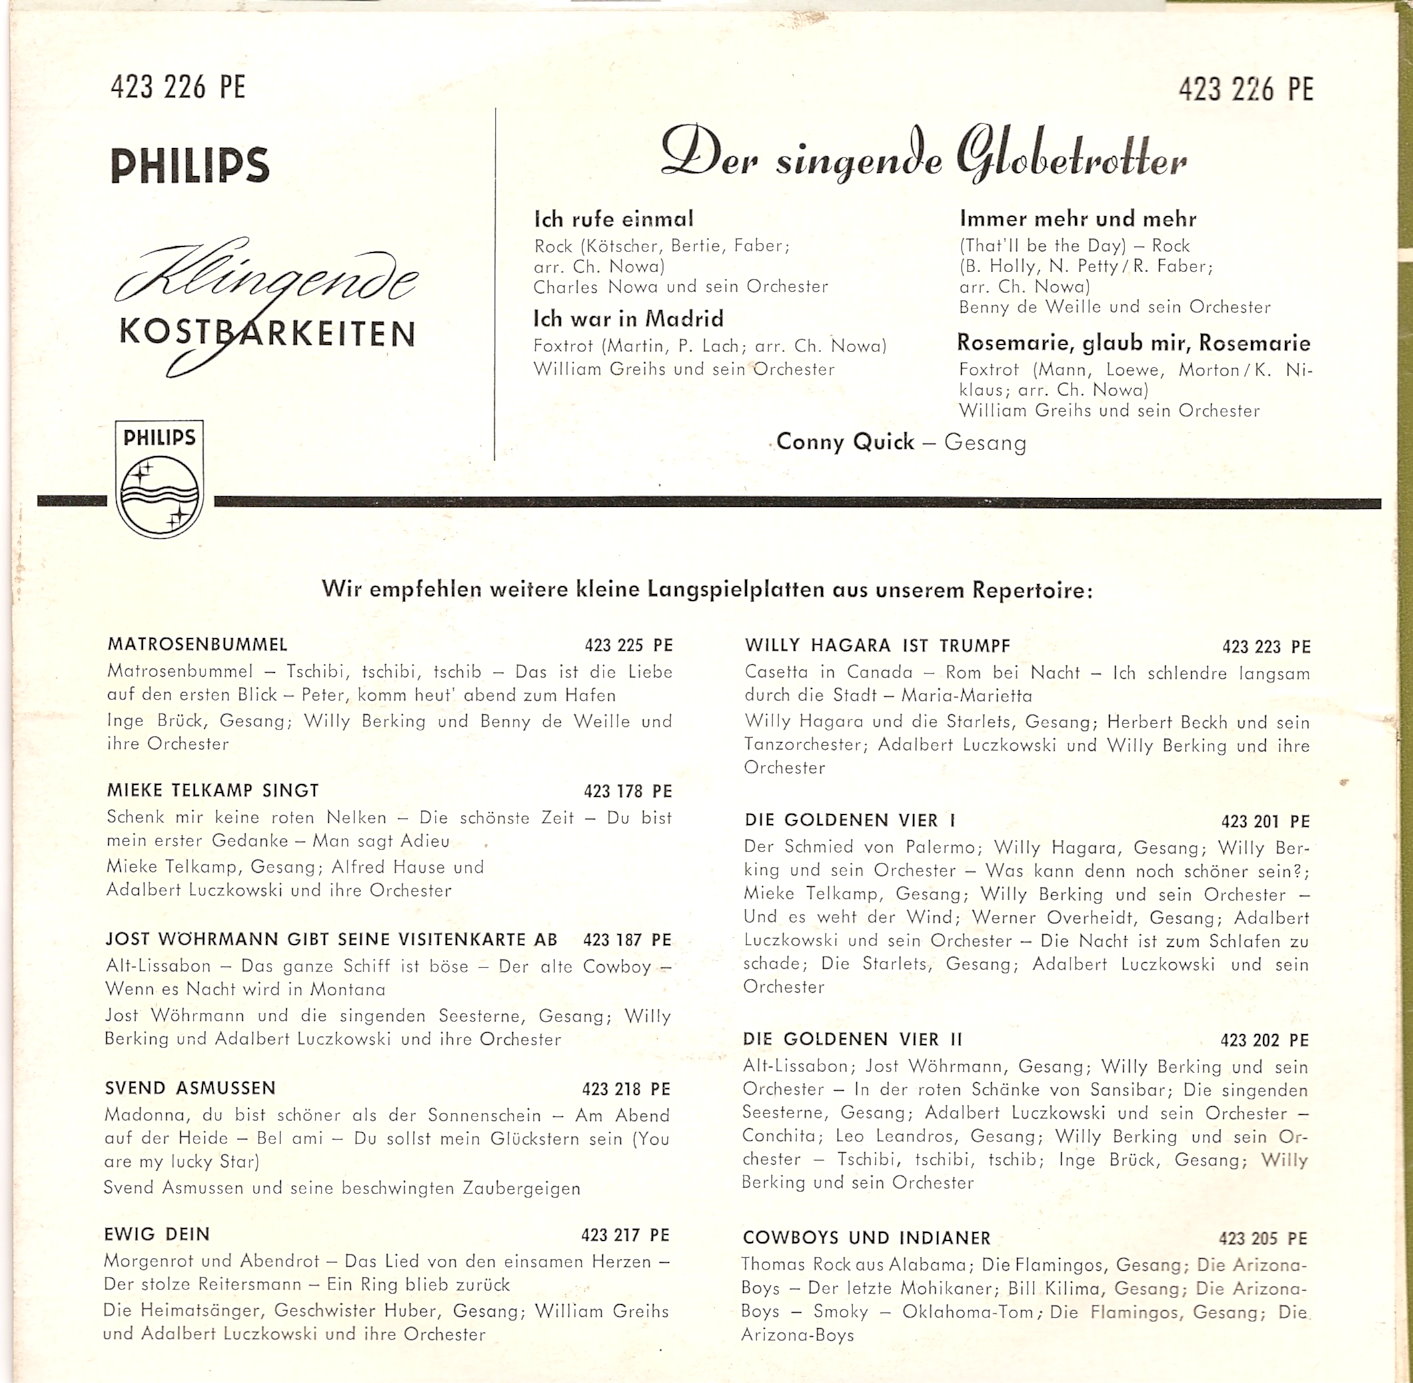 423 226 PE
423 226 PE
PHILIPS
Klingende
KOSTBARKEITEN
PHILIPS
Der singende Globetrotter
Ich rufe einmal
Rock (Kötscher, Bertie, Faber;
arr. Ch. Nowa)
Charles Nowa und sein Orchester
Ich war in Madrid
Foxtrot (Martin, P. Lach; arr. Ch. Nowa)
William Greihs und sein Orchester
Immer mehr und mehr
(That'll be the Day) – Rock
(B. Holly, N. Petty/R. Faber;
arr. Ch. Nowa)
Benny de Weille und sein Orchester
Rosemarie, glaub mir, Rosemarie
Foxtrot (Mann, Loewe, Morton/K. Ni-
klaus; arr. Ch. Nowa)
William Greihs und sein Orchester
Conny Quick – Gesang
Wir empfehlen weitere kleine Langspielplatten aus unserem Repertoire:
MATROSENBUMMEL 423 225 PE
Matrosenbummel – Tschibi, tschibi, tschib – Das ist die Liebe
auf den ersten Blick – Peter, komm heut' abend zum Hafen
Inge Brück, Gesang; Willy Berking und Benny de Weille und
ihre Orchester
MIEKE TELKAMP SINGT 423 178 PE
Schenk mir keine roten Nelken – Die schönste Zeit – Du bist
mein erster Gedanke – Man sagt Adieu
Mieke Telkamp, Gesang; Alfred Hause und
Adalbert Luczkowski und ihre Orchester
JOST WÖHRMANN GIBT SEINE VISITENKARTE AB 423 187 PE
Alt-Lissabon – Das ganze Schiff ist böse – Der alte Cowboy –
Wenn es Nacht wird in Montana
Jost Wöhrmann und die singenden Seesterne, Gesang; Willy
Berking und Adalbert Luczkowski und ihre Orchester
SVEND ASMUSSEN 423 218 PE
Madonna, du bist schöner als der Sonnenschein – Am Abend
auf der Heide – Bel ami – Du sollst mein Glückstern sein (You
are my lucky Star)
Svend Asmussen und seine beschwingten Zaubergeigen
EWIG DEIN 423 217 PE
Morgenrot und Abendrot – Das Lied von den einsamen Herzen –
Der stolze Reitersmann – Ein Ring blieb zurück
Die Heimatsänger, Geschwister Huber, Gesang; William Greihs
und Adalbert Luczkowski und ihre Orchester
WILLY HAGARA IST TRUMPF 423 223 PE
Casetta in Canada – Rom bei Nacht – Ich schlendre langsam
durch die Stadt – Maria-Marietta
Willy Hagara und die Starlets, Gesang; Herbert Beckh und sein
Tanzorchester; Adalbert Luczkowski und Willy Berking und ihre
Orchester
DIE GOLDENEN VIER I 423 201 PE
Der Schmied von Palermo; Willy Hagara, Gesang; Willy Ber-
king und sein Orchester – Was kann denn noch schöner sein?;
Mieke Telkamp, Gesang; Willy Berking und sein Orchester –
Und es weht der Wind; Werner Overheidt, Gesang; Adalbert
Luczkowski und sein Orchester – Die Nacht ist zum Schlafen zu
schade; Die Starlets, Gesang; Adalbert Luczkowski und sein
Orchester
DIE GOLDENEN VIER II 423 202 PE
Alt-Lissabon; Jost Wöhrmann, Gesang; Willy Berking und sein
Orchester – In der roten Schänke von Sansibar; Die singenden
Seesterne, Gesang; Adalbert Luczkowski und sein Orchester –
Conchita; Leo Leandros, Gesang; Willy Berking und sein Or-
chester – Tschibi, tschibi, tschib; Inge Brück, Gesang; Willy
Berking und sein Orchester
COWBOYS UND INDIANER 423 205 PE
Thomas Rock aus Alabama; Die Flamingos, Gesang; Die Arizona-
Boys – Der letzte Mohikaner; Bill Kilima, Gesang; Die Arizona-
Boys – Smoky – Oklahoma-Tom; Die Flamingos, Gesang; Die
Arizona-Boys